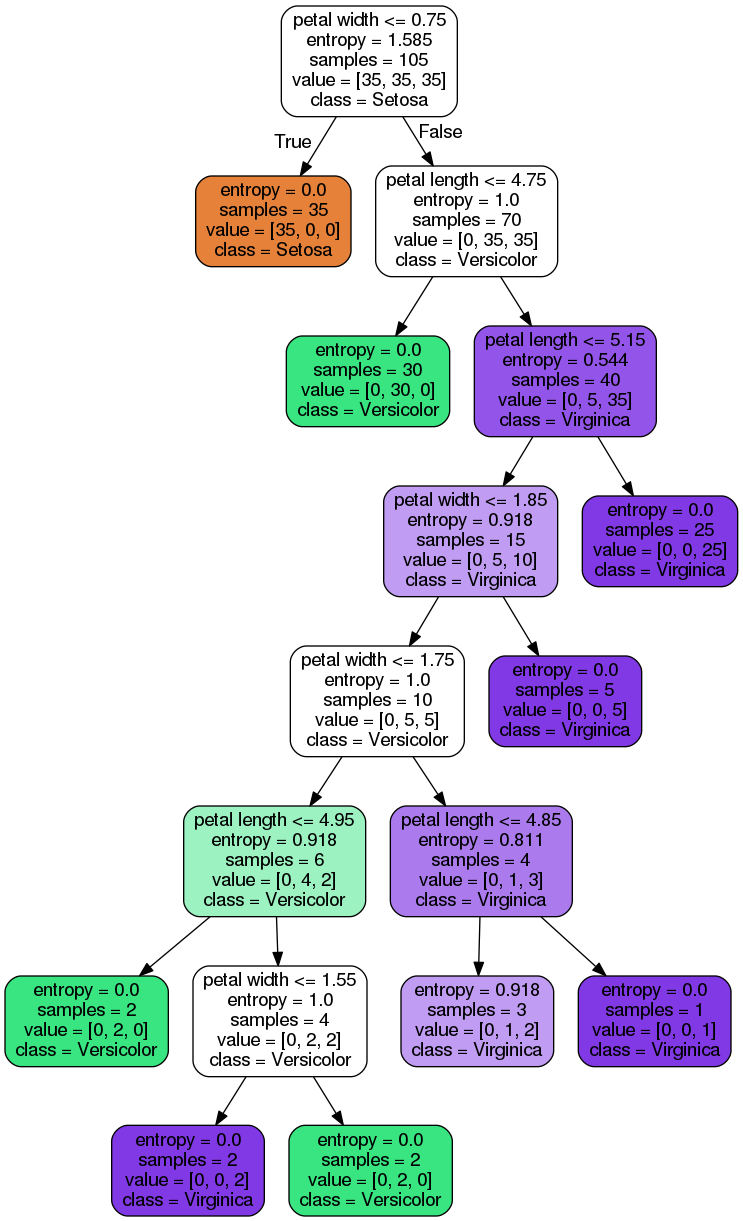 petal width <= 0.75
entropy = 1.585
samples = 105
value = [35, 35, 35]
class = Setosa
True
False
entropy = 0.0
samples = 35
value = [35, 0, 0]
class = Setosa
petal length <= 4.75
entropy = 1.0
samples = 70
value = [0, 35, 35]
class = Versicolor
entropy = 0.0
samples = 30
value = [0, 30, 0]
class = Versicolor
petal length <= 5.15
entropy = 0.544
samples = 40
value = [0, 5, 35]
class = Virginica
petal width <= 1.85
entropy = 0.918
samples = 15
value = [0, 5, 10]
class = Virginica
entropy = 0.0
samples = 25
value = [0, 0, 25]
class = Virginica
petal width <= 1.75
entropy = 1.0
samples = 10
value = [0, 5, 5]
class = Versicolor
entropy = 0.0
samples = 5
value = [0, 0, 5]
class = Virginica
petal length <= 4.95
entropy = 0.918
samples = 6
value = [0, 4, 2]
class = Versicolor
petal length <= 4.85
entropy = 0.811
samples = 4
value = [0, 1, 3]
class = Virginica
entropy = 0.0
samples = 2
value = [0, 2, 0]
class = Versicolor
petal width <= 1.55
entropy = 1.0
samples = 4
value = [0, 2, 2]
class = Versicolor
entropy = 0.918
samples = 3
value = [0, 1, 2]
class = Virginica
entropy = 0.0
samples = 1
value = [0, 0, 1]
class = Virginica
entropy = 0.0
samples = 2
value = [0, 0, 2]
class = Virginica
entropy = 0.0
samples = 2
value = [0, 2, 0]
class = Versicolor